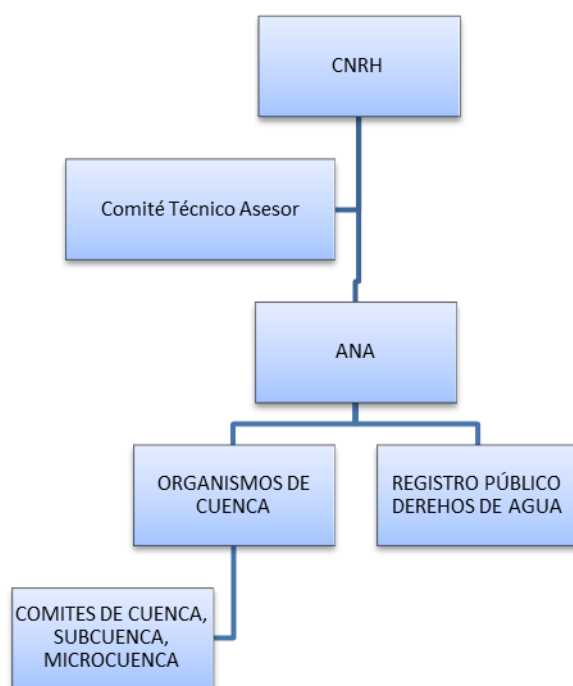 CNRH
Comité Técnico Asesor
ANA
ORGANISMOS DE
CUENCA
REGISTRO PÚBLICO
DEREHOS DE AGUA
COMITES DE CUENCA,
SUBCUENCA,
MICROCUENCA